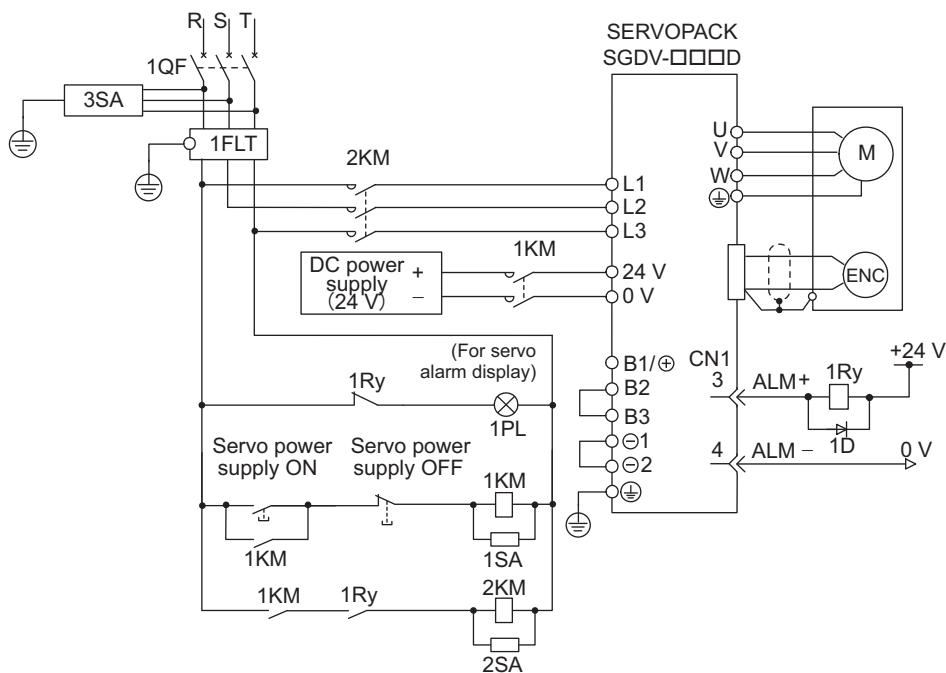 R S T
1QF
3SA
1FLT
2KM
SERVOPACK
SGDV-□□□D
U
V
W
M
L1
L2
L3
1KM
DC power
supply
(24 V)
+
−
24 V
0 V
ENC
(For servo
alarm display)
1Ry
1PL
B1/⊕
B2
B3
⊖1
⊖2
CN1
3
ALM+
1Ry
+24 V
1D
4
ALM −
0 V
Servo power
supply ON
Servo power
supply OFF
1KM
1KM
1SA
1KM
1Ry
2KM
2SA